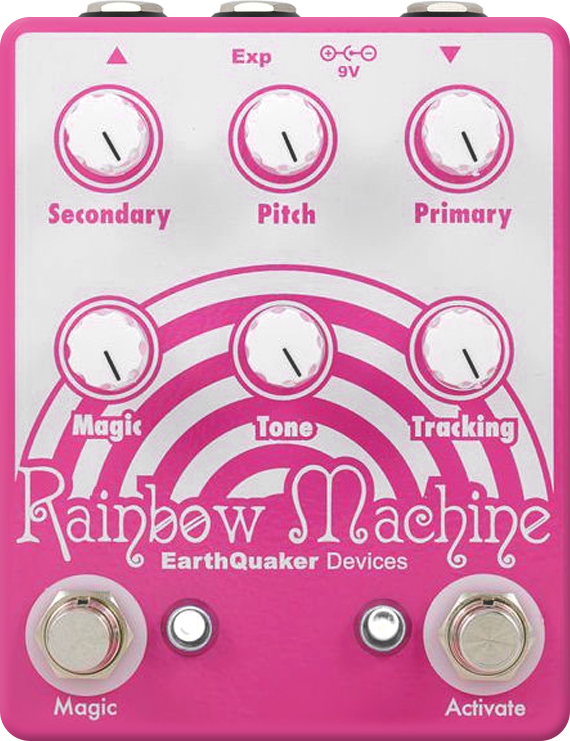 Exp
9V
Secondary Pitch Primary
Magic Tone Tracking
Rainbow Machine
EarthQuaker Devices
Magic Activate